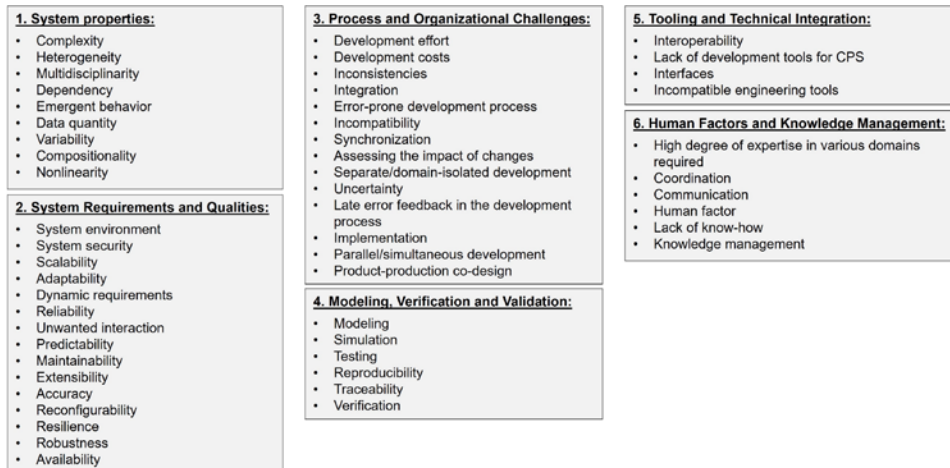 1. System properties:
• Complexity
• Heterogeneity
• Multidisciplinarity
• Dependency
• Emergent behavior
• Data quantity
• Variability
• Compositionality
• Nonlinearity
2. System Requirements and Qualities:
• System environment
• System security
• Scalability
• Adaptability
• Dynamic requirements
• Reliability
• Unwanted interaction
• Predictability
• Maintainability
• Extensibility
• Accuracy
• Reconfigurability
• Resilience
• Robustness
• Availability
3. Process and Organizational Challenges:
• Development effort
• Development costs
• Inconsistencies
• Integration
• Error-prone development process
• Incompatibility
• Synchronization
• Assessing the impact of changes
• Separate/domain-isolated development
• Uncertainty
• Late error feedback in the development
process
• Implementation
• Parallel/simultaneous development
• Product-production co-design
4. Modeling, Verification and Validation:
• Modeling
• Simulation
• Testing
• Reproducibility
• Traceability
• Verification
5. Tooling and Technical Integration:
• Interoperability
• Lack of development tools for CPS
• Interfaces
• Incompatible engineering tools
6. Human Factors and Knowledge Management:
• High degree of expertise in various domains
required
• Coordination
• Communication
• Human factor
• Lack of know-how
• Knowledge management